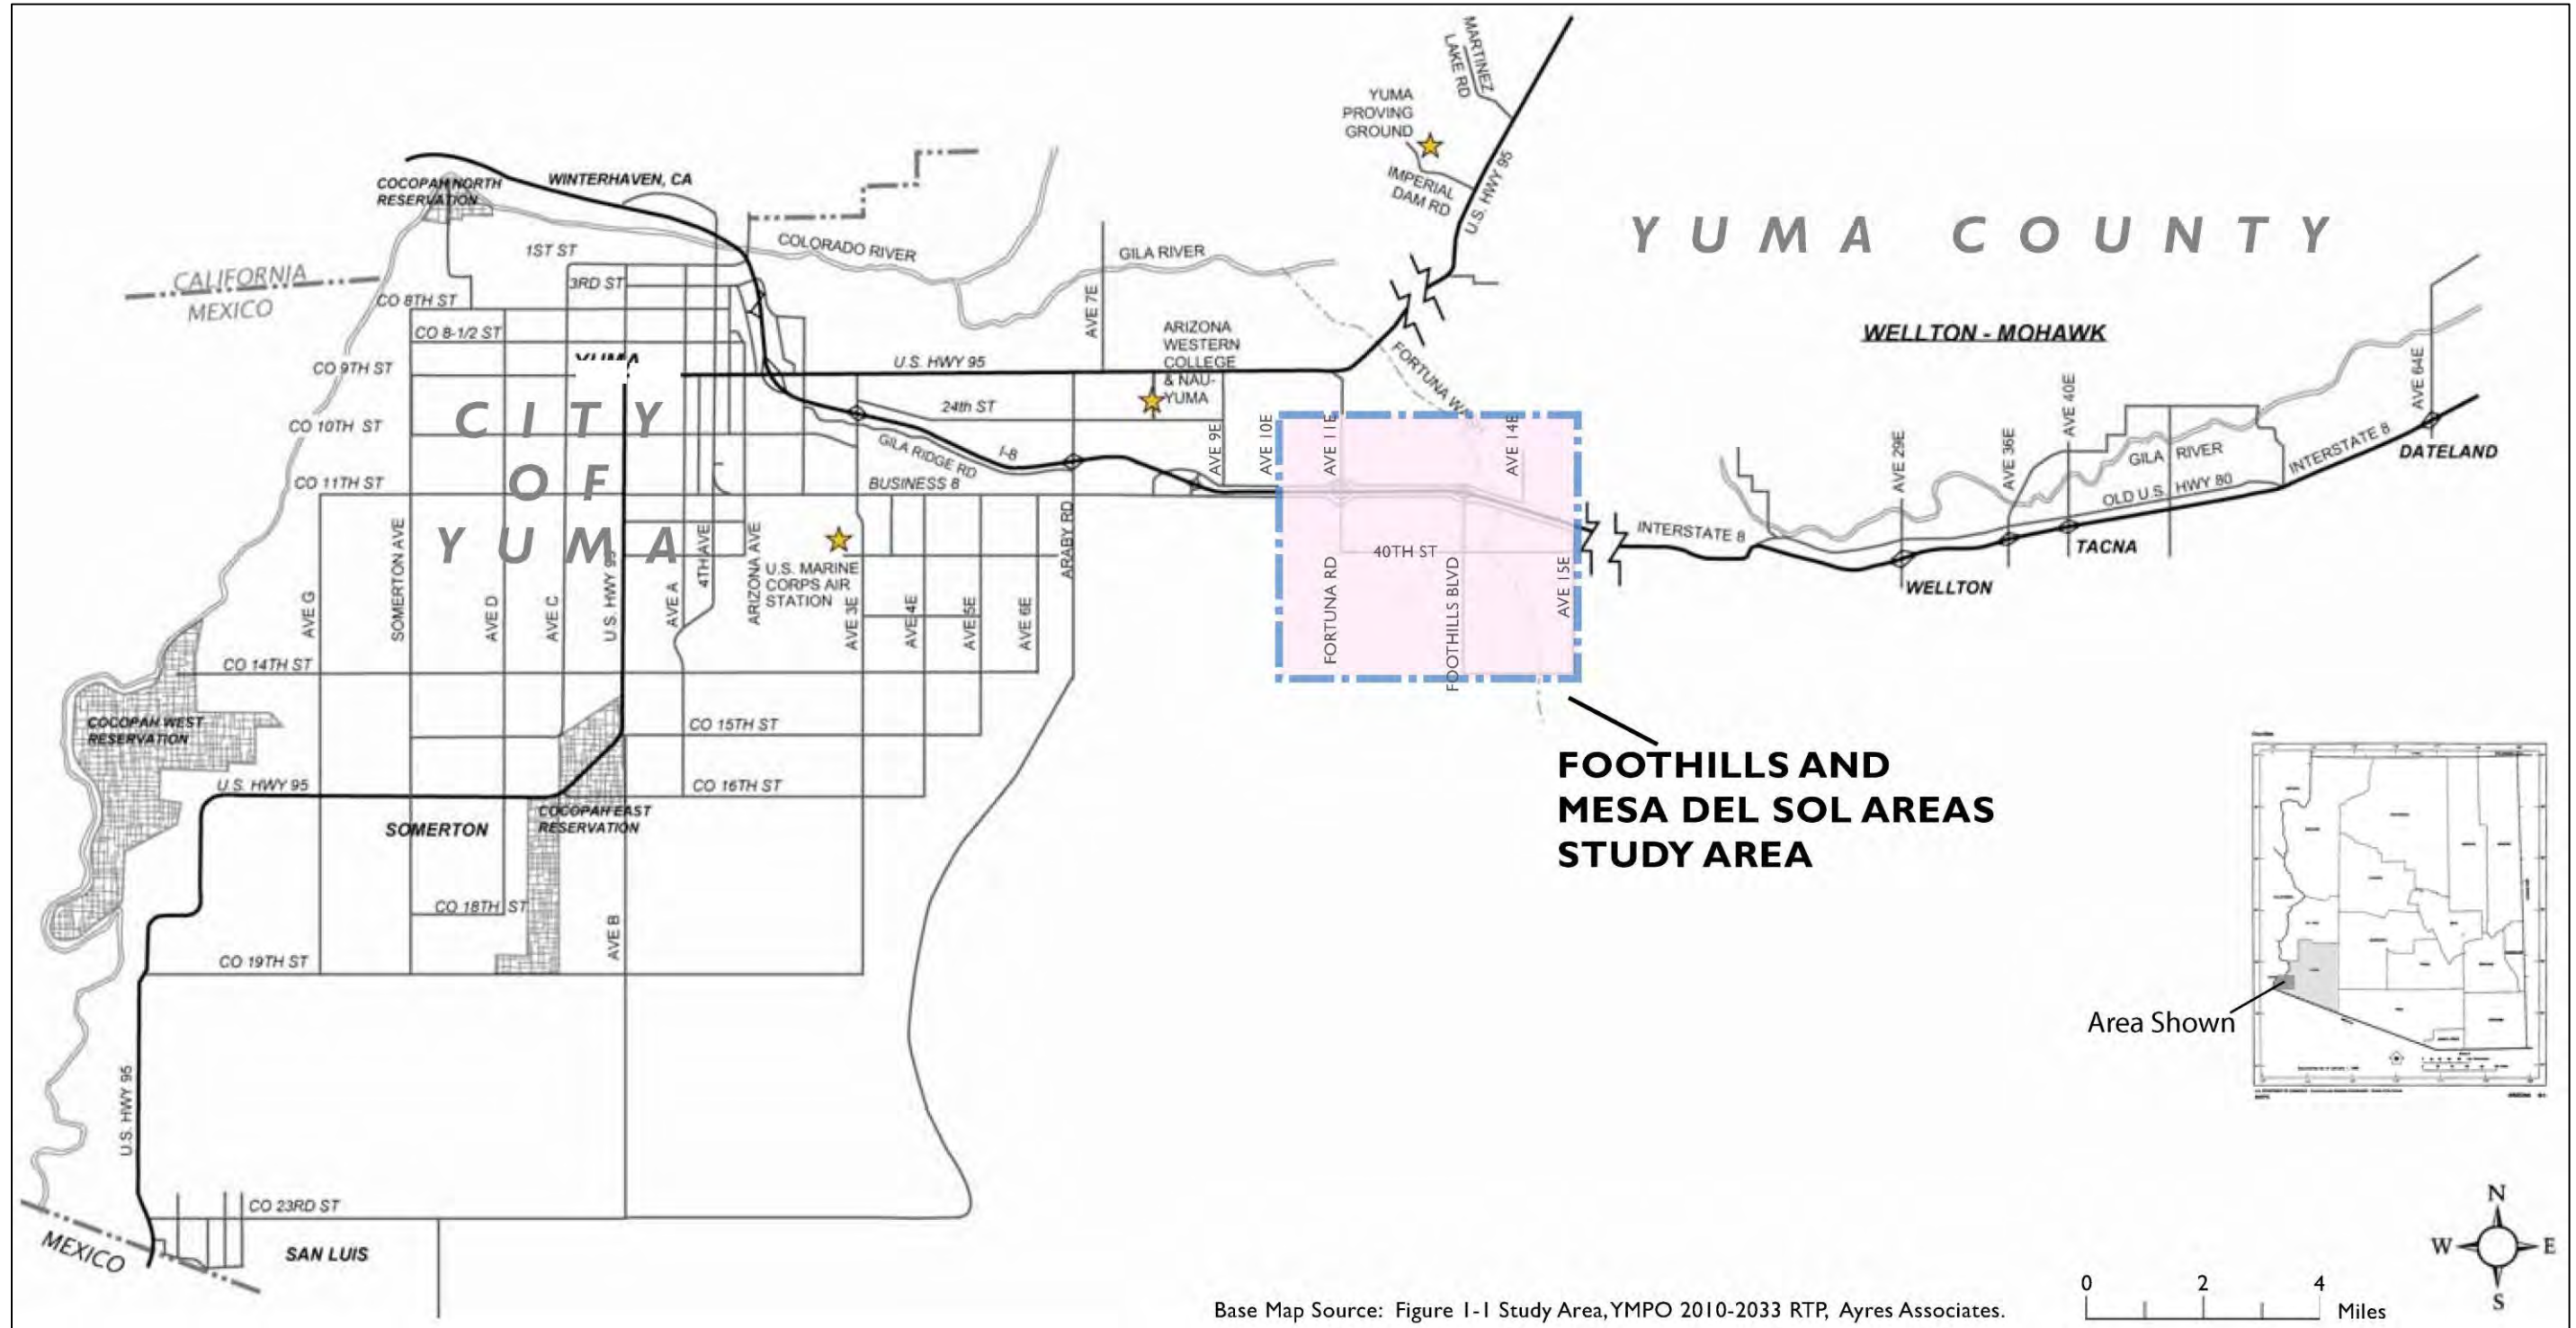 MARTINEZ
LAKE RD
YUMA
PROVING
GROUND
IMPERIAL
DAM RD
U.S. HWY 95
YUMA COUNTY
COCOPAH NORTH
RESERVATION
WINTERHAVEN, CA
1ST ST
COLORADO RIVER
GILA RIVER
CALIFORNIA
MEXICO
3RD ST
CO 8TH ST
CO 8-1/2 ST
AVE 7E
ARIZONA
WESTERN
COLLEGE
& NAU-
YUMA
WELLTON - MOHAWK
CO 9TH ST
YUMA
U.S. HWY 95
FORTUNA WA
24th ST
CITY
OF
YUMA
CO 10TH ST
GILA RIDGE RD
I-8
AVE 9E
AVE 10E
AVE 11E
AVE 14E
AVE 29E
AVE 36E
AVE 40E
AVE 64E
GILA RIVER
INTERSTATE 8
DATELAND
CO 11TH ST
BUSINESS 8
OLD U.S. HWY 80
INTERSTATE 8
TACNA
WELLTON
40TH ST
SOMERTON AVE
AVE G
AVE D
AVE C
U.S. HWY 95
AVE A
4TH AVE
ARIZONA AVE
U.S. MARINE
CORPS AIR
STATION
AVE 3E
AVE 4E
AVE 5E
AVE 6E
ARABY RD
FORTUNA RD
FOOTHILLS BLVD
AVE 15E
CO 14TH ST
COCOPAH WEST
RESERVATION
CO 15TH ST
U.S. HWY 95
CO 16TH ST
COCOPAH EAST
RESERVATION
SOMERTON
FOOTHILLS AND
MESA DEL SOL AREAS
STUDY AREA
CO 18TH ST
AVE B
CO 19TH ST
Area Shown
U.S. HWY 95
CO 23RD ST
MEXICO
SAN LUIS
N
W
E
S
0 2 4
Miles
Base Map Source: Figure 1-1 Study Area, YMPO 2010-2033 RTP, Ayres Associates.